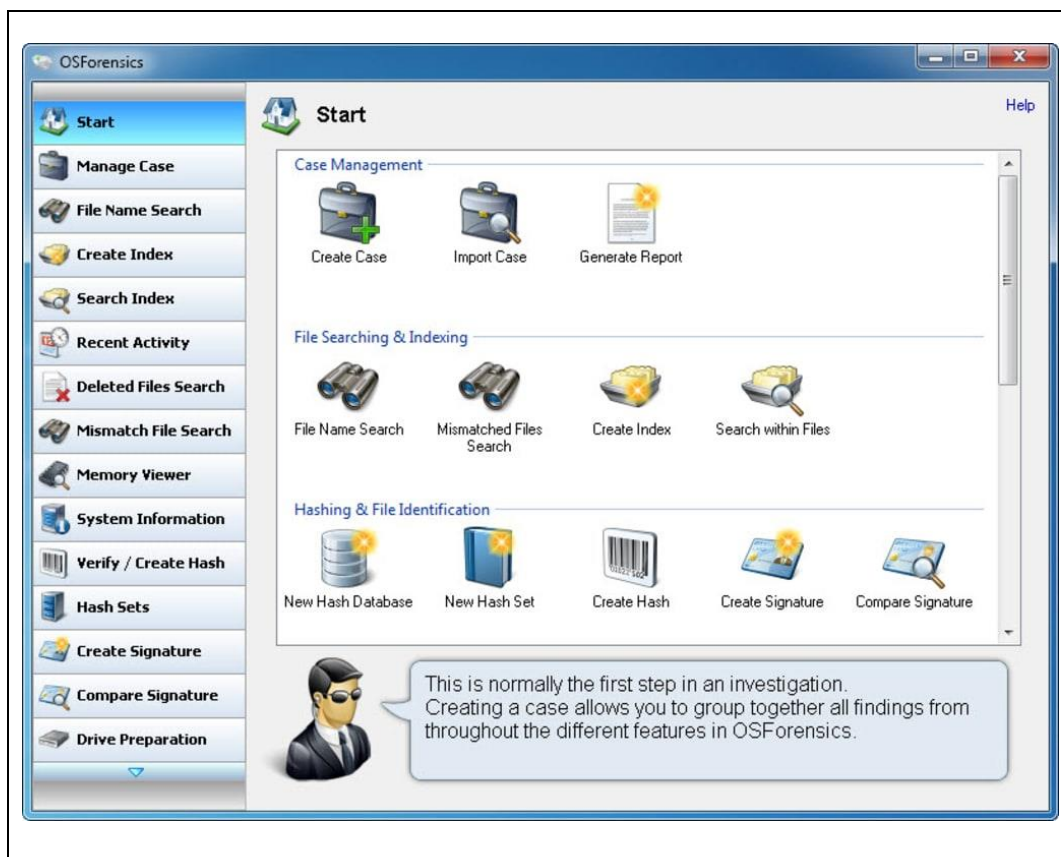 OSForensics
Start
Manage Case
File Name Search
Create Index
Search Index
Recent Activity
Deleted Files Search
Mismatch File Search
Memory Viewer
System Information
Verify / Create Hash
Hash Sets
Create Signature
Compare Signature
Drive Preparation
Start
Help
Case Management
Create Case
Import Case
Generate Report
File Searching & Indexing
File Name Search
Mismatched Files
Search
Create Index
Search within Files
Hashing & File Identification
New Hash Database
New Hash Set
Create Hash
Create Signature
Compare Signature
This is normally the first step in an investigation.
Creating a case allows you to group together all findings from
throughout the different features in OSForensics.